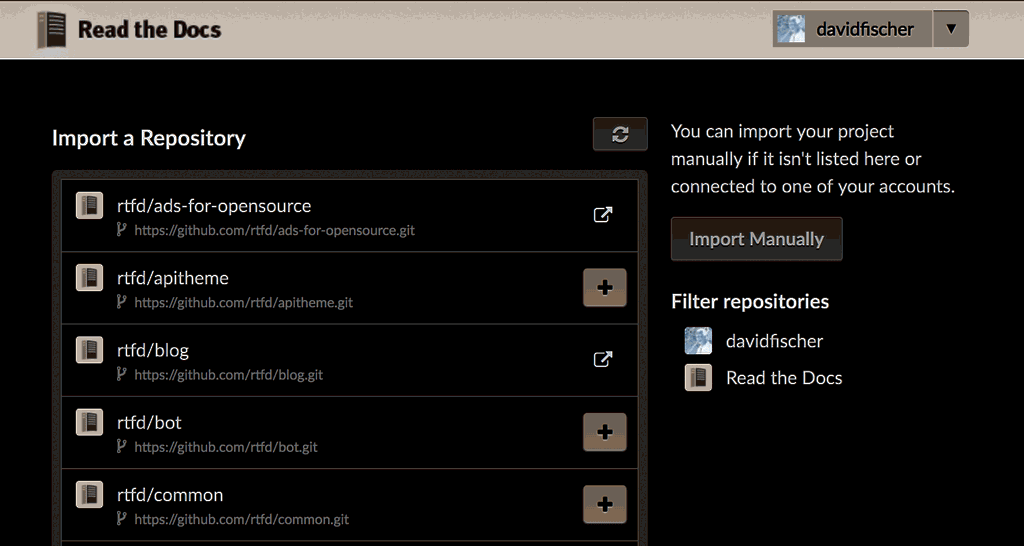 Read the Docs
davidfischer
Import a Repository
rtfd/ads-for-opensource
https://github.com/rtfd/ads-for-opensource.git
rtfd/apitheme
https://github.com/rtfd/apitheme.git
rtfd/blog
https://github.com/rtfd/blog.git
rtfd/bot
https://github.com/rtfd/bot.git
rtfd/common
https://github.com/rtfd/common.git
You can import your project
manually if it isn't listed here or
connected to one of your accounts.
Import Manually
Filter repositories
davidfischer
Read the Docs